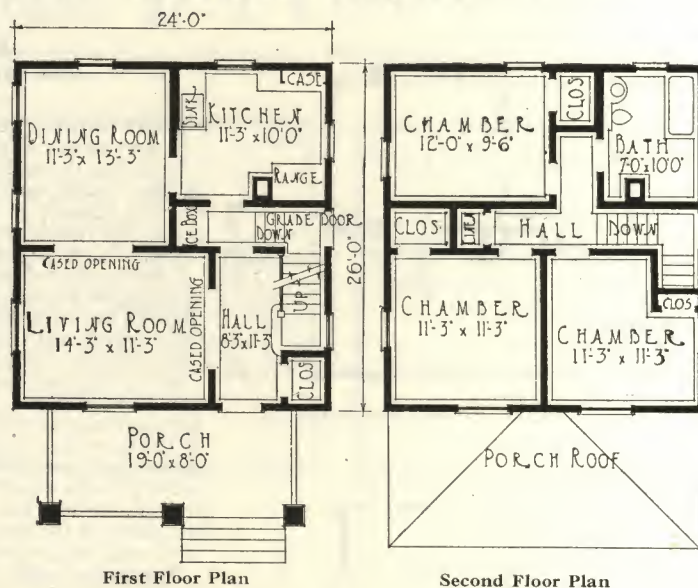 24'-0"
DINING ROOM
11'-3" x 13'-3"
SINK
KITCHEN
11'-3" x 10'0"
CASE
RANGE
ICE BOX
GRADE DOOR
DOWN
CASED OPENING
LIVING ROOM
14'-3" x 11'-3"
CASED OPENING
HALL
8'3" x 11'-3"
UP
CLOS
26'-0"
PORCH
19'-0" x 8'-0"
First Floor Plan
CHAMBER
12'-0" x 9'-6"
CLOS
BATH
7'-0" x 10'0"
CLOS
LINEN
HALL
DOWN
CHAMBER
11'-3" x 11'-3"
CLOS
CHAMBER
11'-3" x 11'-3"
PORCH ROOF
Second Floor Plan